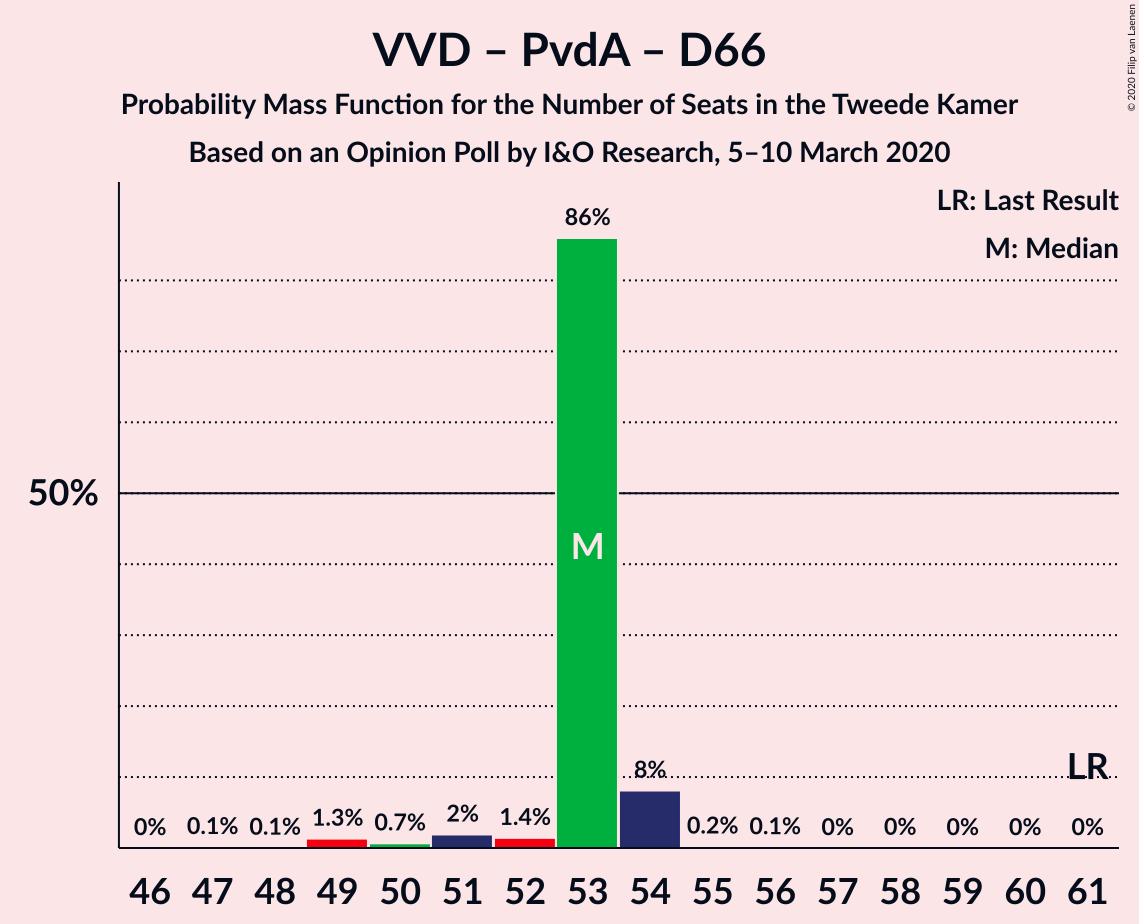 VVD – PvdA – D66
Probability Mass Function for the Number of Seats in the Tweede Kamer
Based on an Opinion Poll by I&O Research, 5–10 March 2020
© 2020 Filip van Laenen
LR: Last Result
M: Median
50%
0% 0.1% 0.1% 1.3% 0.7% 2% 1.4% 86% 8% 0.2% 0.1% 0% 0% 0% 0% 0%
M
LR
46 47 48 49 50 51 52 53 54 55 56 57 58 59 60 61